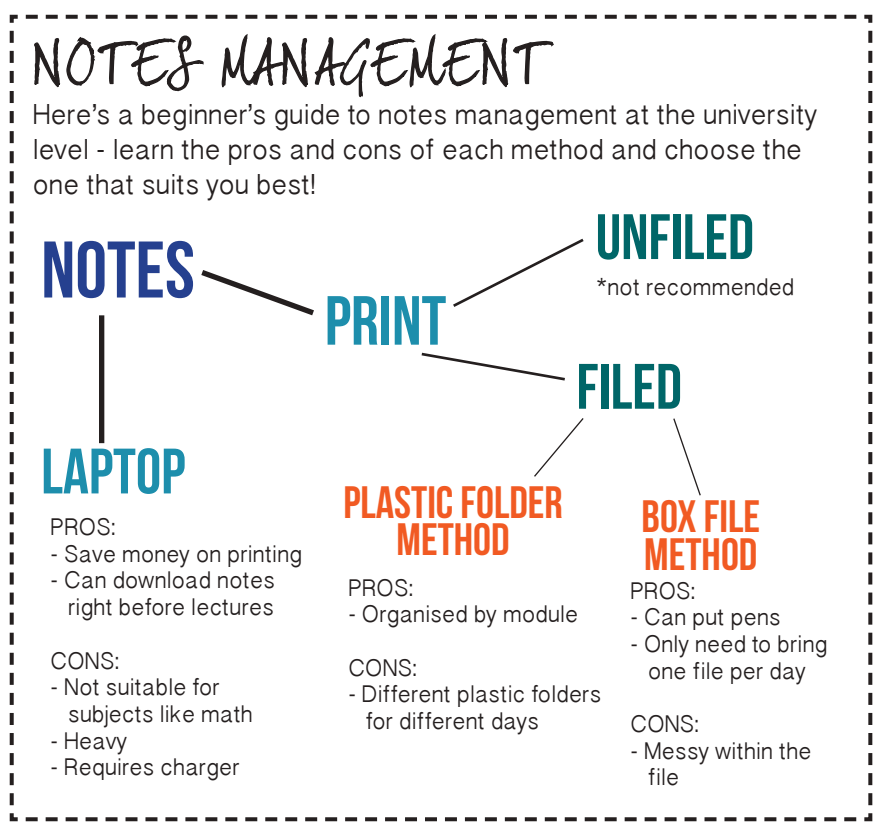 NOTES MANAGEMENT
Here's a beginner's guide to notes management at the university
level - learn the pros and cons of each method and choose the
one that suits you best!
NOTES
PRINT
UNFILED
*not recommended
FILED
LAPTOP
PROS:
- Save money on printing
- Can download notes
right before lectures
CONS:
- Not suitable for
subjects like math
- Heavy
- Requires charger
PLASTIC FOLDER
METHOD
PROS:
- Organised by module
CONS:
- Different plastic folders
for different days
BOX FILE
METHOD
PROS:
- Can put pens
- Only need to bring
one file per day
CONS:
- Messy within the
file